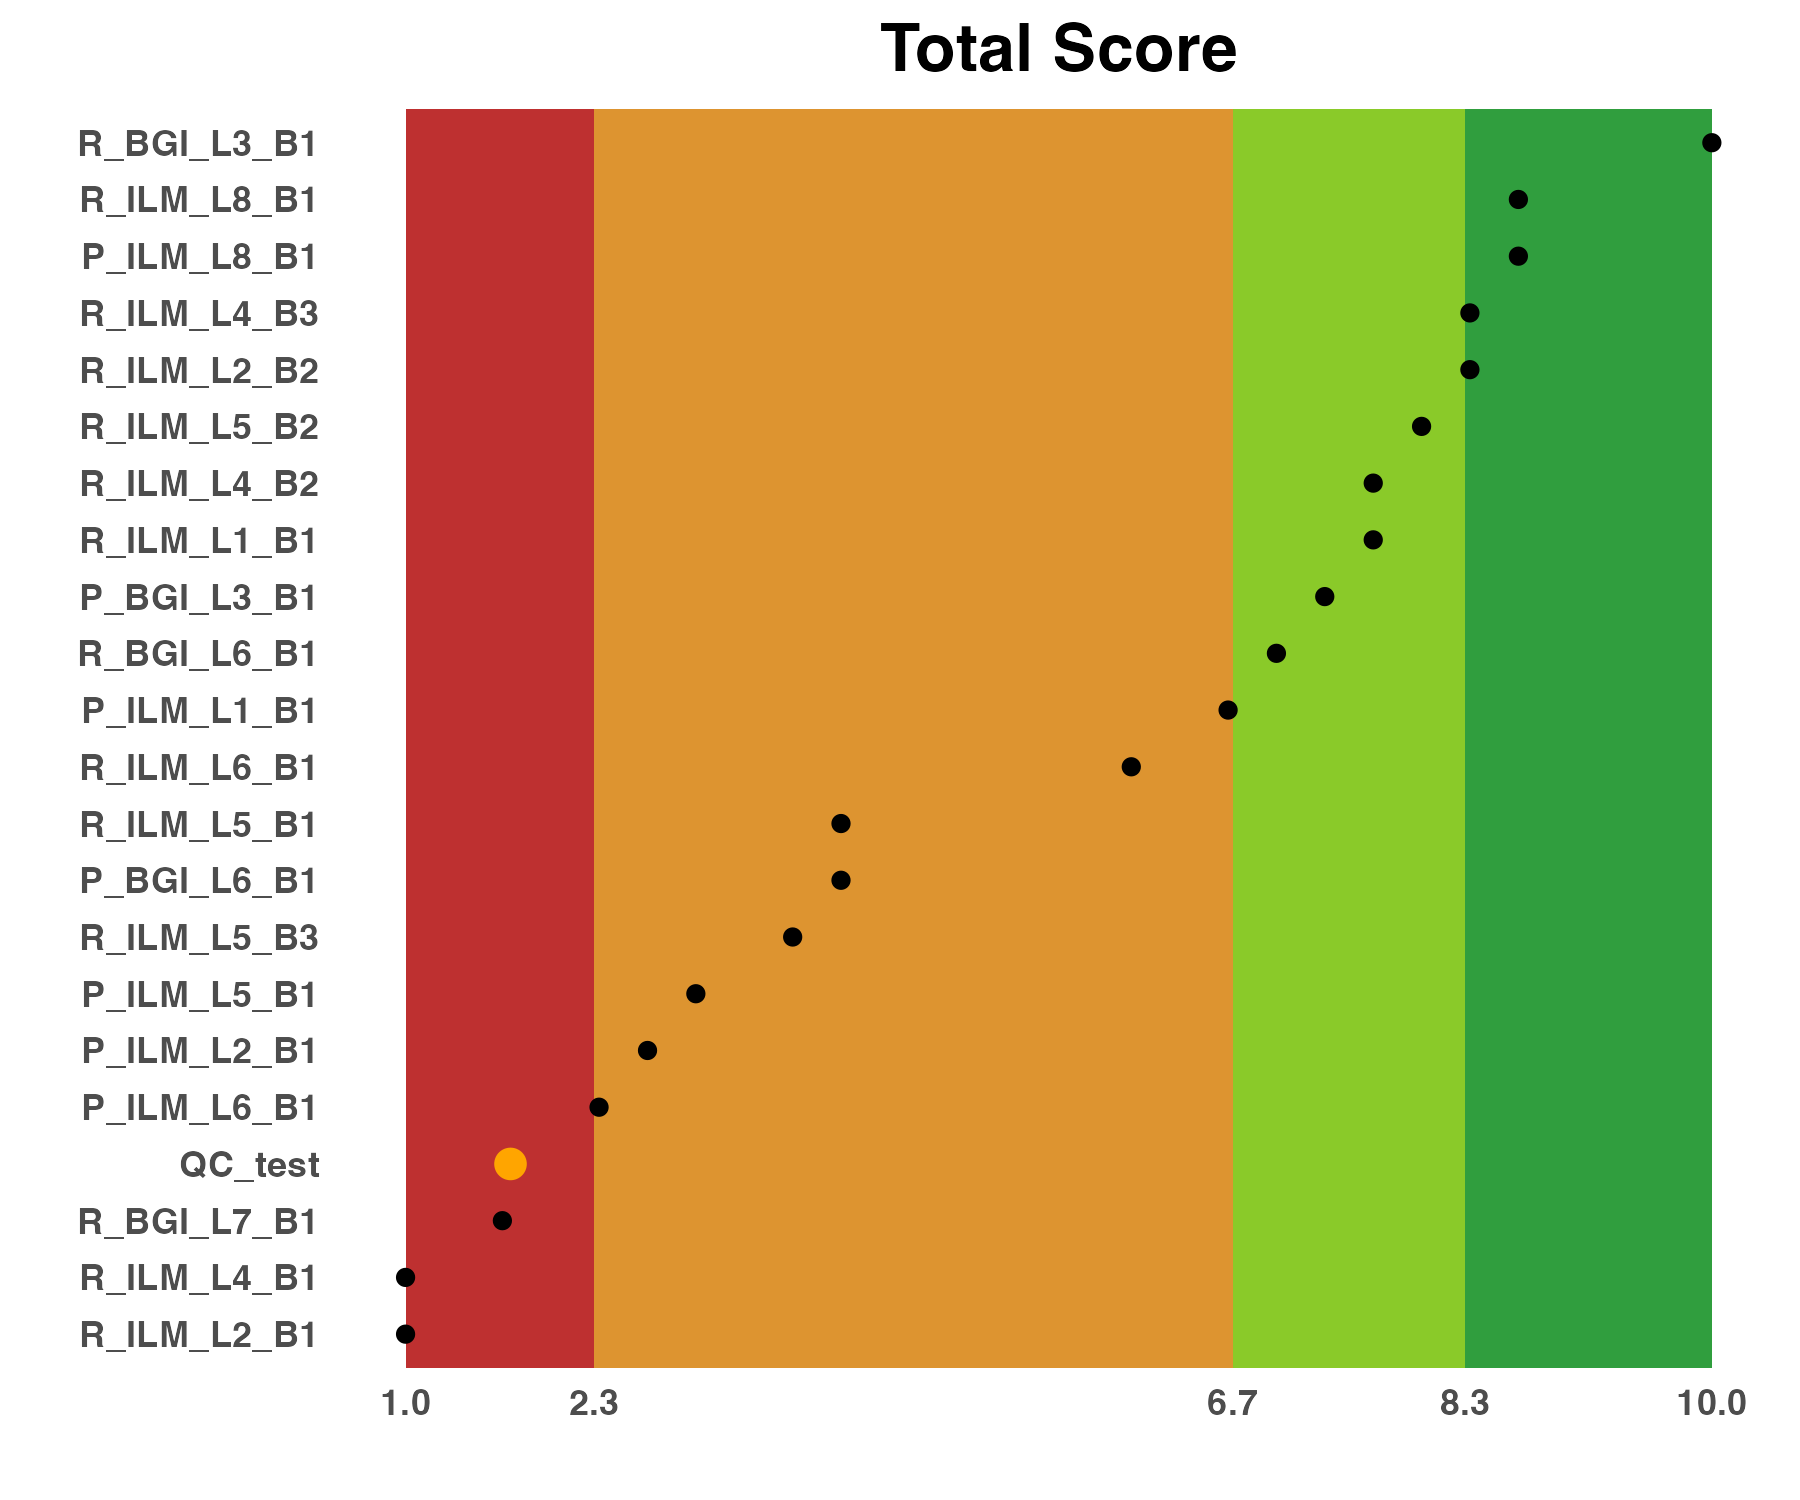 Total Score
R_BGI_L3_B1
R_ILM_L8_B1
P_ILM_L8_B1
R_ILM_L4_B3
R_ILM_L2_B2
R_ILM_L5_B2
R_ILM_L4_B2
R_ILM_L1_B1
P_BGI_L3_B1
R_BGI_L6_B1
P_ILM_L1_B1
R_ILM_L6_B1
R_ILM_L5_B1
P_BGI_L6_B1
R_ILM_L5_B3
P_ILM_L5_B1
P_ILM_L2_B1
P_ILM_L6_B1
QC_test
R_BGI_L7_B1
R_ILM_L4_B1
R_ILM_L2_B1
1.0 2.3 6.7 8.3 10.0